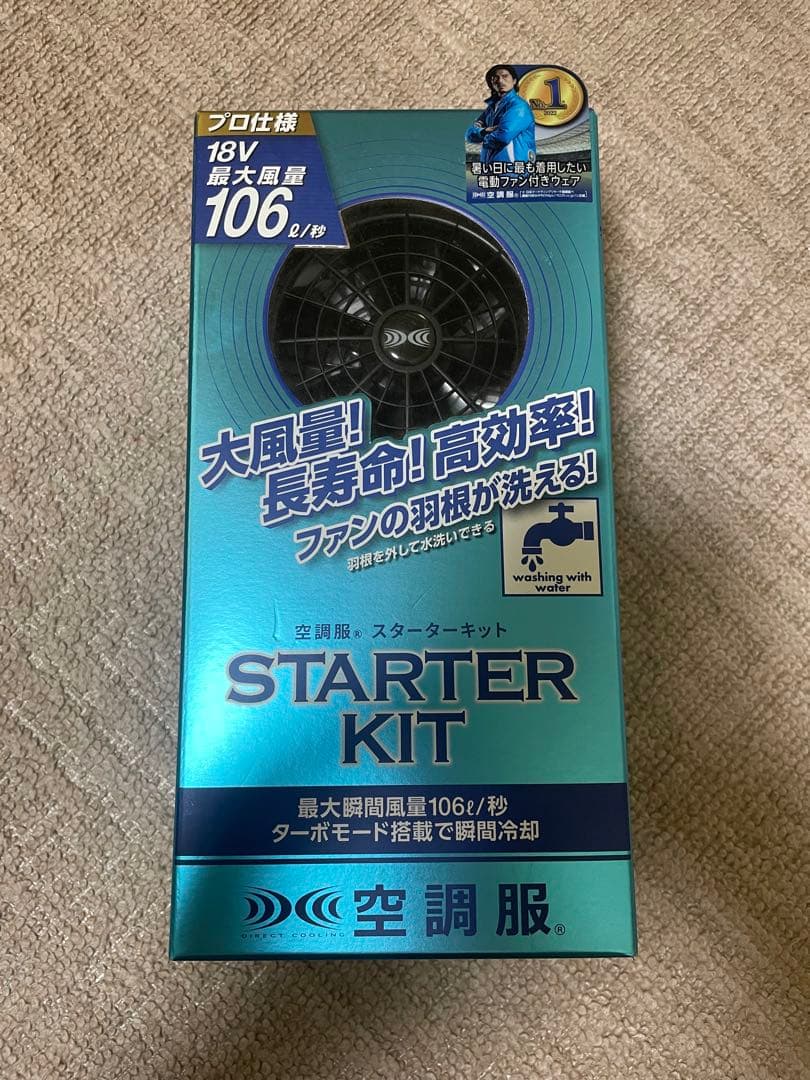 プロ仕様
18V
最大風量
106ℓ/秒
No.1
2022
暑い日に最も着用したい
電動ファン付きウェア
空調服®
大風量!
長寿命!高効率!
ファンの羽根が洗える!
羽根を外して水洗いできる
washing with
water
空調服® スターターキット
STARTER
KIT
最大瞬間風量106ℓ/秒
ターボモード搭載で瞬間冷却
DIRECT COOLING
空調服®